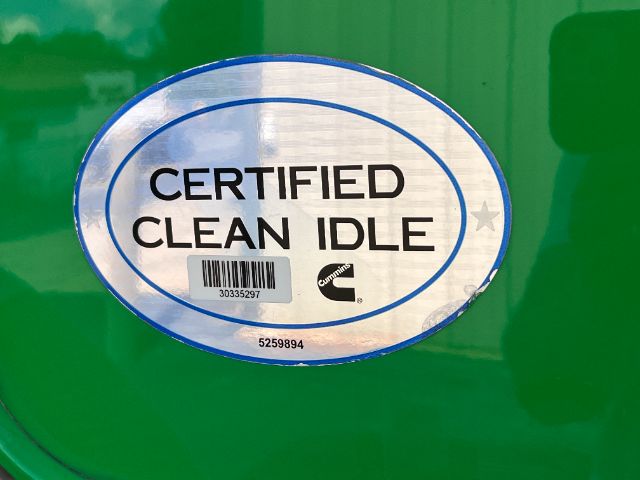 CERTIFIED
CLEAN IDLE
30335297
Cummins
®
5259894